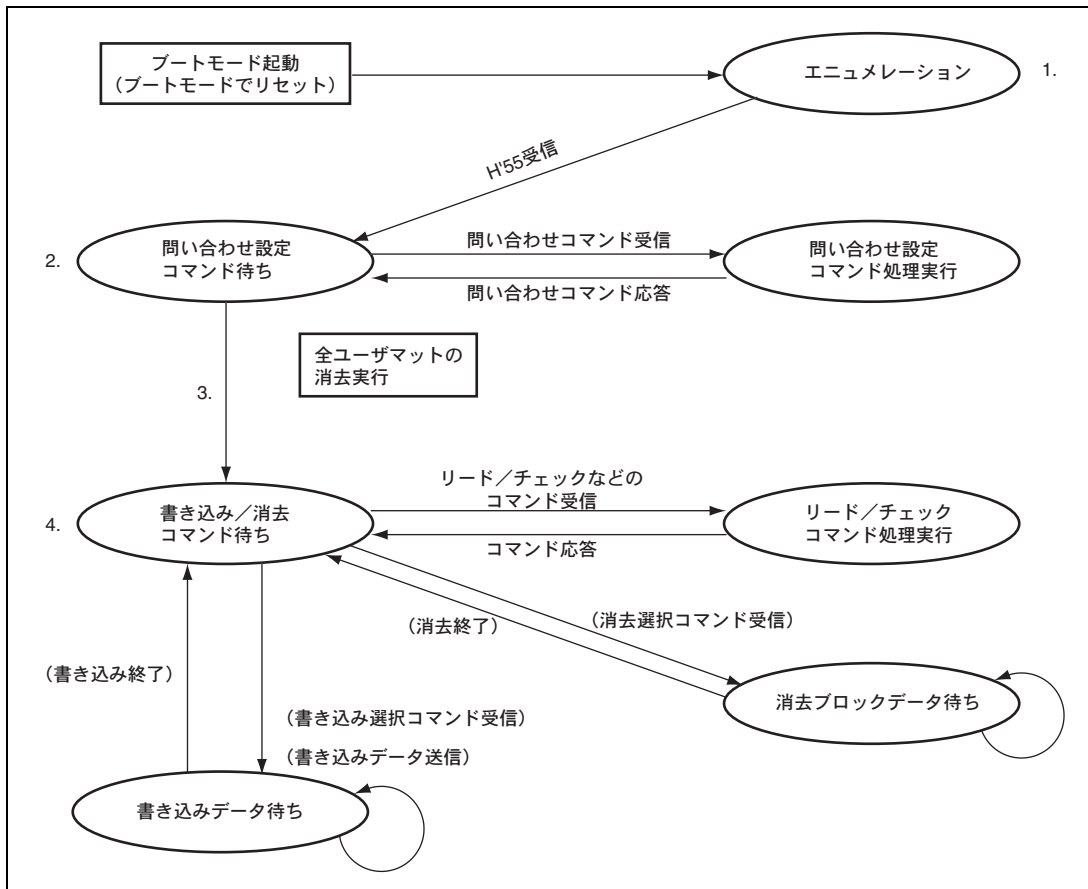 ブートモード起動
（ブートモードでリセット）
エニュメレーション
1.
H'55受信
2.
問い合わせ設定
コマンド待ち
問い合わせコマンド受信
問い合わせコマンド応答
問い合わせ設定
コマンド処理実行
全ユーザマットの
消去実行
3.
4.
書き込み／消去
コマンド待ち
リード／チェックなどの
コマンド受信
コマンド応答
リード／チェック
コマンド処理実行
（消去選択コマンド受信）
（消去終了）
（書き込み終了）
消去ブロックデータ待ち
（書き込み選択コマンド受信）
（書き込みデータ送信）
書き込みデータ待ち